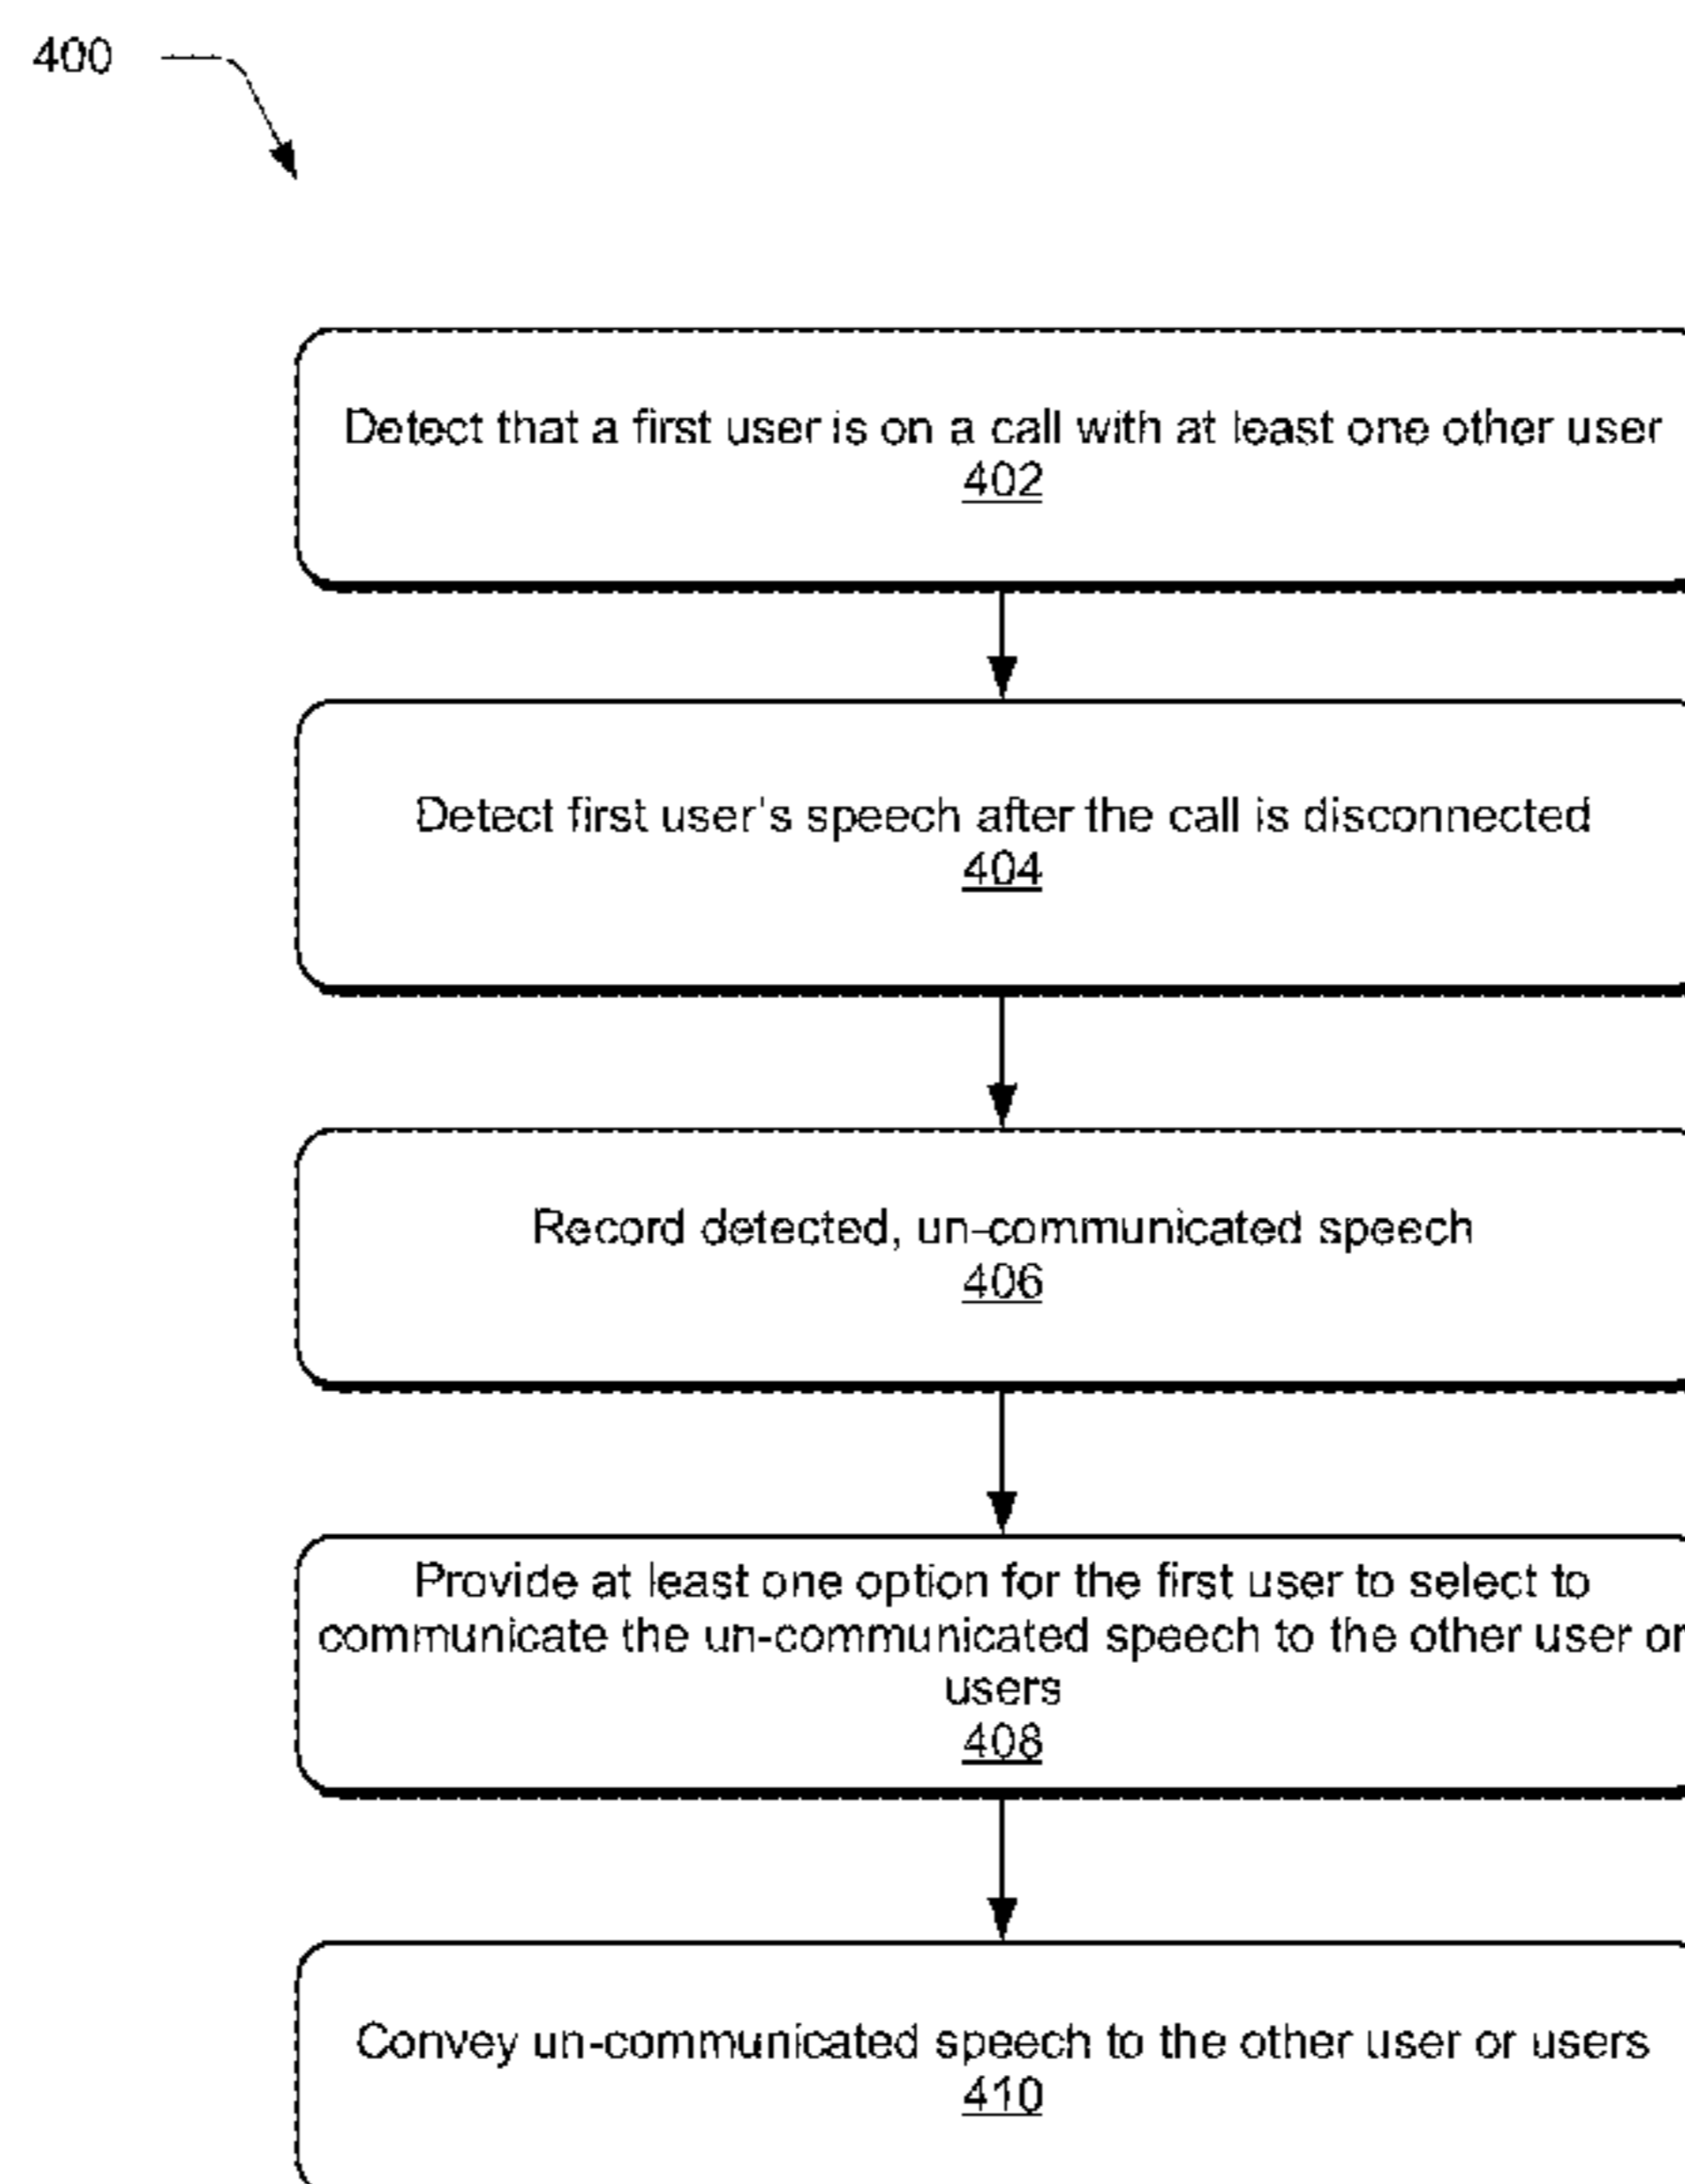 400
Detect that a first user is on a call with at least one other user
402
Detect first user's speech after the call is disconnected
404
Record detected, un-communicated speech
406
Provide at least one option for the first user to select to
communicate the un-communicated speech to the other user or
users
408
Convey un-communicated speech to the other user or users
410